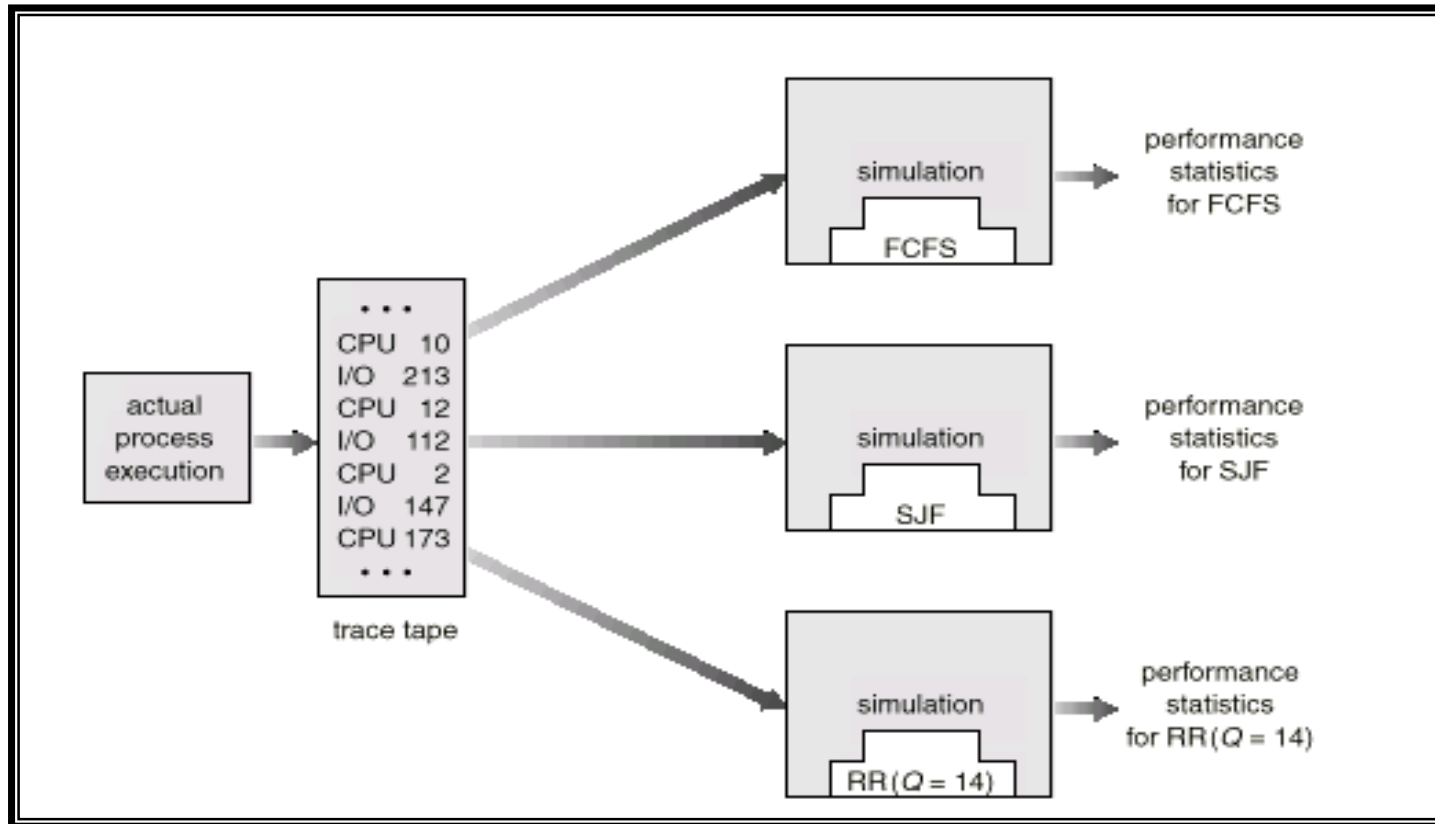 actual
process
execution
• • •
CPU 10
I/O 213
CPU 12
I/O 112
CPU 2
I/O 147
CPU 173
• • •
trace tape
simulation
FCFS
performance
statistics
for FCFS
simulation
SJF
performance
statistics
for SJF
simulation
RR (Q = 14)
performance
statistics
for RR (Q = 14)